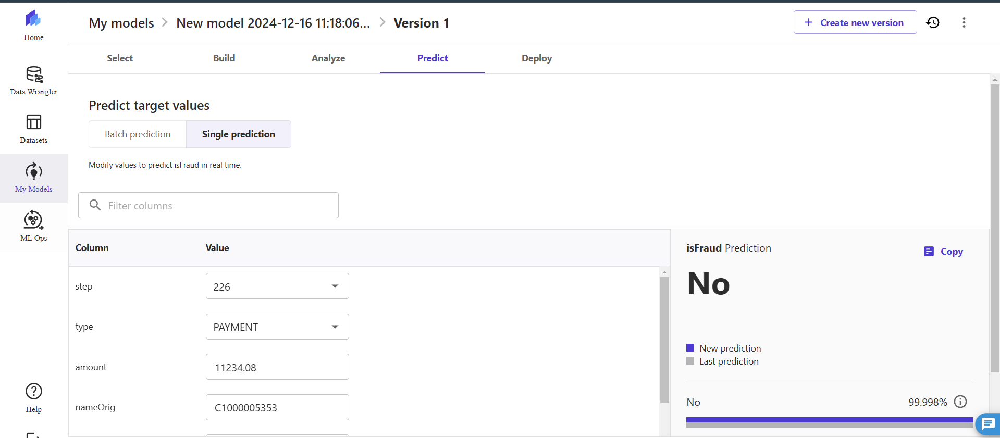 My models > New model 2024-12-16 11:18:06... > Version 1
+ Create new version
Home
Data Wrangler
Datasets
My Models
ML Ops
Help
Select Build Analyze Predict Deploy
Predict target values
Batch prediction Single prediction
Modify values to predict isFraud in real time.
Filter columns
Column Value
step 226
type PAYMENT
amount 11234.08
nameOrig C1000005353
isFraud Prediction
Copy
No
New prediction
Last prediction
No 99.998%